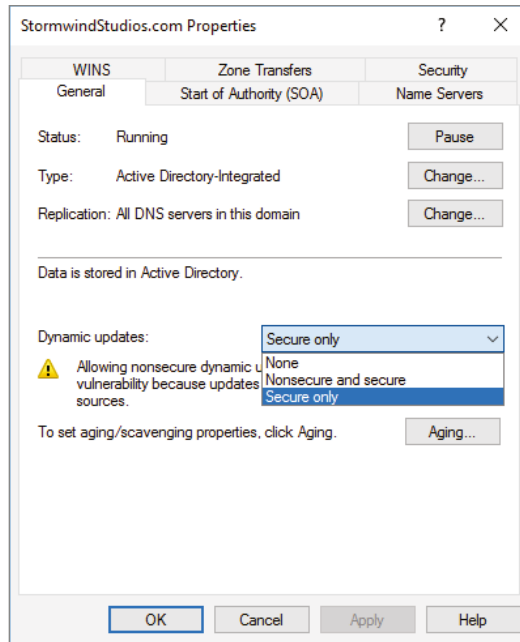 StormwindStudios.com Properties
? ×
WINS Zone Transfers Security
General Start of Authority (SOA) Name Servers
Status: Running Pause
Type: Active Directory-Integrated Change...
Replication: All DNS servers in this domain Change...
Data is stored in Active Directory.
Dynamic updates: Secure only
None
Nonsecure and secure
Secure only
Allowing nonsecure dynamic u
vulnerability because updates
sources.
To set aging/scavenging properties, click Aging. Aging...
OK Cancel Apply Help